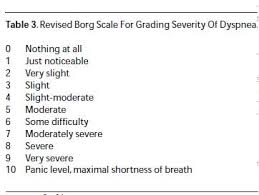 Table 3. Revised Borg Scale For Grading Severity Of Dyspnea.
0 Nothing at all
1 Just noticeable
2 Very slight
3 Slight
4 Slight-moderate
5 Moderate
6 Some difficulty
7 Moderately severe
8 Severe
9 Very severe
10 Panic level, maximal shortness of breath